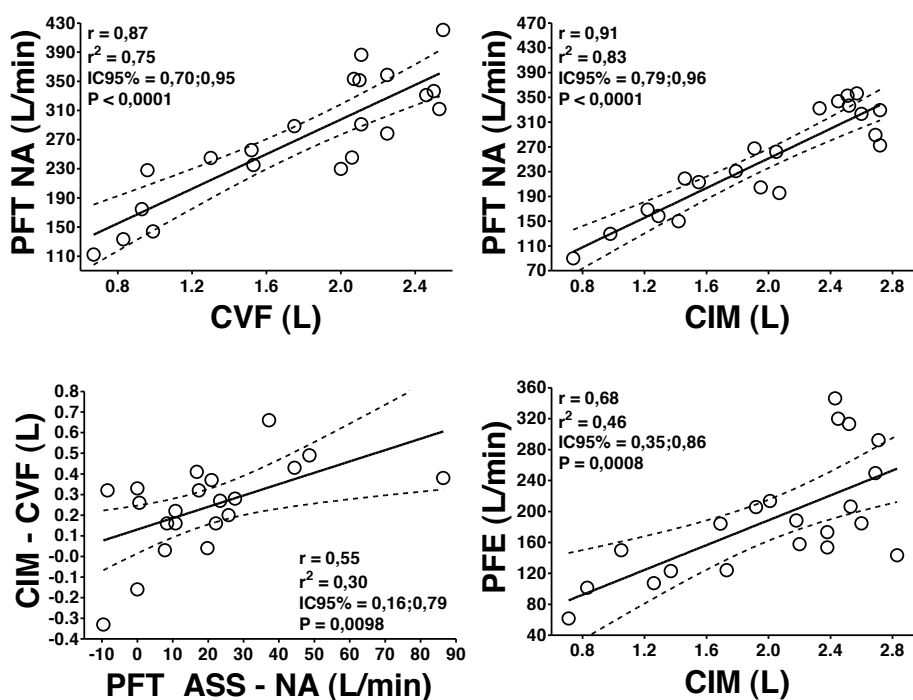 430
390
350
310
270
230
190
150
110
PFT NA (L/min)
r = 0,87
r² = 0,75
IC95% = 0,70;0,95
P < 0,0001
0.8 1.2 1.6 2.0 2.4
CVF (L)
470
430
390
350
310
270
230
190
150
110
70
PFT NA (L/min)
r = 0,91
r² = 0,83
IC95% = 0,79;0,96
P < 0,0001
0.8 1.2 1.6 2.0 2.4 2.8
CIM (L)
0.8
0.7
0.6
0.5
0.4
0.3
0.2
0.1
-0.0
-0.1
-0.2
-0.3
-0.4
CIM - CVF (L)
r = 0,55
r² = 0,30
IC95% = 0,16;0,79
P = 0,0098
-10 0 10 20 30 40 50 60 70 80 90
PFT ASS - NA (L/min)
360
320
280
240
200
160
120
80
40
PFE (L/min)
r = 0,68
r² = 0,46
IC95% = 0,35;0,86
P = 0,0008
0.8 1.2 1.6 2.0 2.4 2.8
CIM (L)